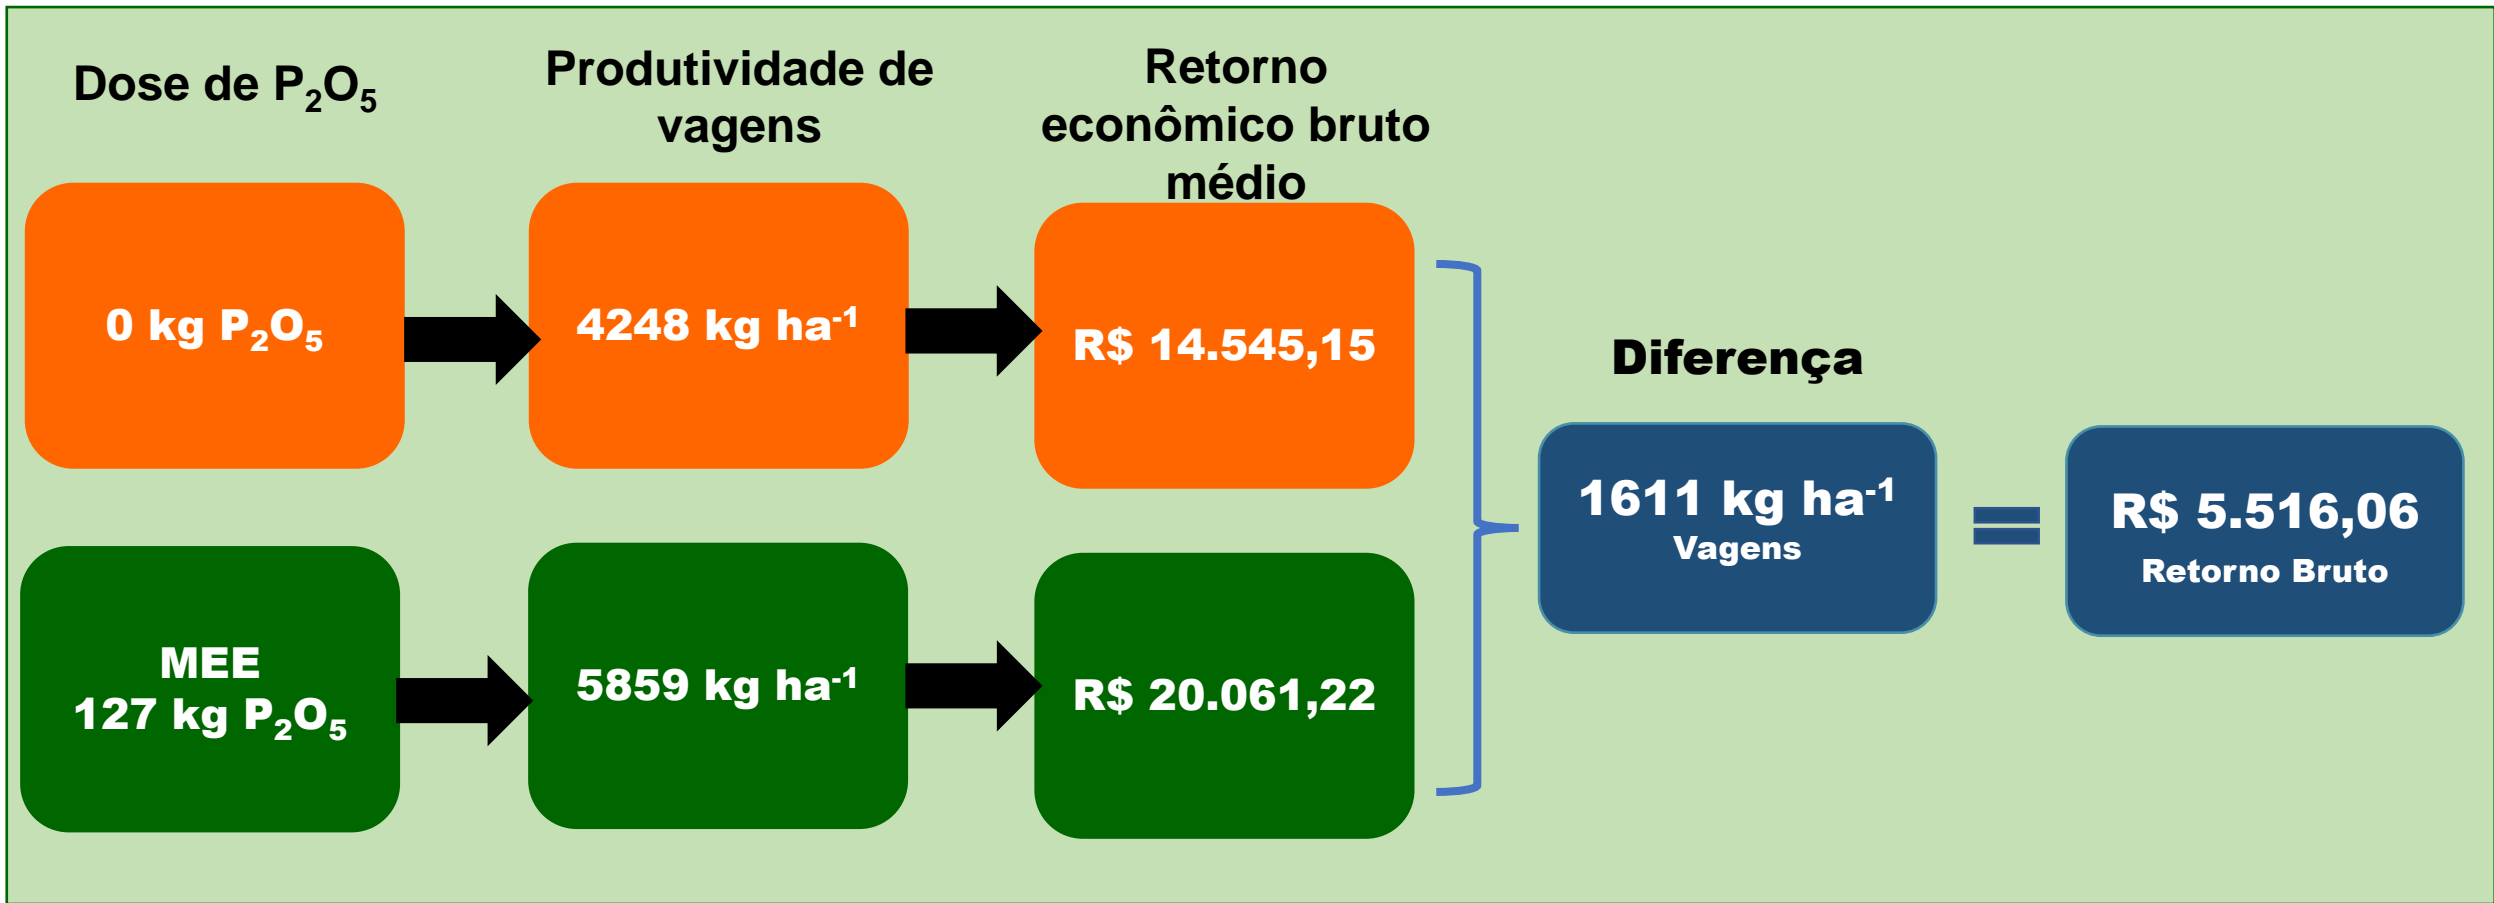 Dose de P₂O₅
Produtividade de
vagens
Retorno
econômico bruto
médio
0 kg P₂O₅
4248 kg ha⁻¹
R$ 14.545,15
MEE
127 kg P₂O₅
5859 kg ha⁻¹
R$ 20.061,22
Diferença
1611 kg ha⁻¹
Vagens
=
R$ 5.516,06
Retorno Bruto